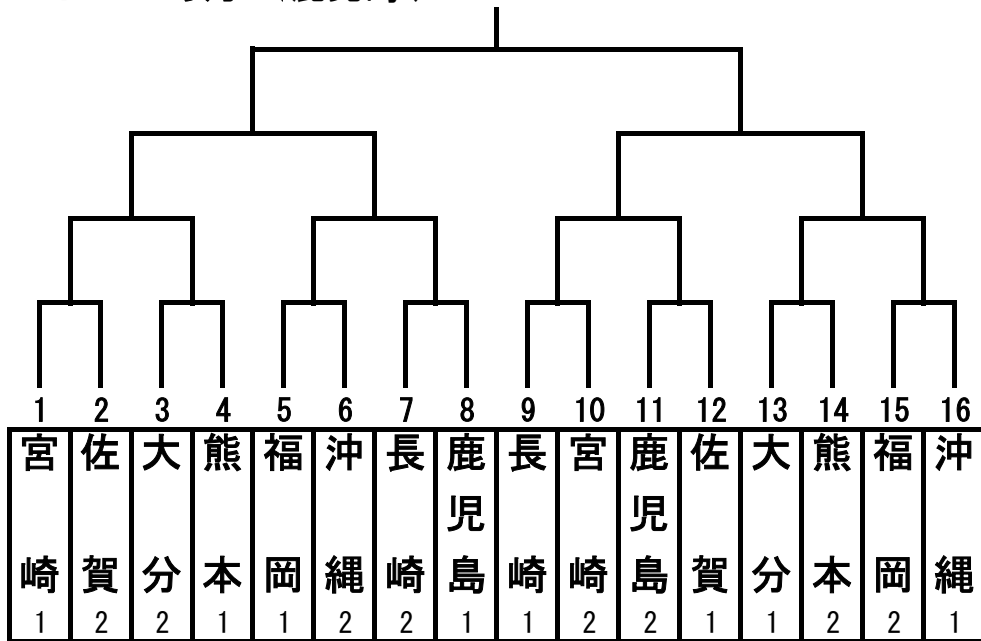 1 2 3 4 5 6 7 8 9 10 11 12 13 14 15 16
宮崎 佐賀 大分 熊本 福岡 沖縄 長崎 鹿児島 長崎 宮崎 鹿児島 佐賀 大分 熊本 福岡 沖縄
1 2 2 1 1 2 2 1 1 2 2 1 1 2 2 1